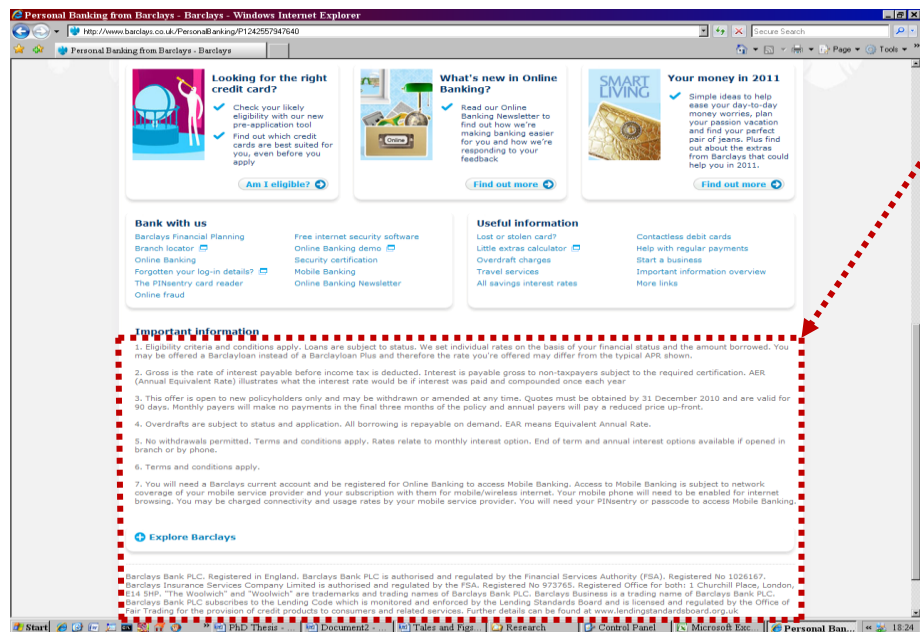 Personal Banking from Barclays - Barclays - Windows Internet Explorer
http://www.barclays.co.uk/PersonalBanking/P1242557947640
Secure Search
Personal Banking from Barclays - Barclays
Page
Tools
Looking for the right
credit card?
Check your likely
eligibility with our new
pre-application tool
Find out which credit
cards are best suited for
you, even before you
apply
Am I eligible?
Online
What's new in Online
Banking?
Read our Online
Banking Newsletter to
find out how we're
making banking easier
for you and how we're
responding to your
feedback
Find out more
SMART
LIVING
Your money in 2011
Simple ideas to help
ease your day-to-day
money worries, plan
your passion vacation
and find your perfect
pair of jeans. Plus find
out about the extras
from Barclays that could
help you in 2011.
Find out more
Bank with us
Barclays Financial Planning
Branch locator
Online Banking
Forgotten your log-in details?
The PINsentry card reader
Online fraud
Free internet security software
Online Banking demo
Security certification
Mobile Banking
Online Banking Newsletter
Useful information
Lost or stolen card?
Little extras calculator
Overdraft charges
Travel services
All savings interest rates
Contactless debit cards
Help with regular payments
Start a business
Important information overview
More links
Important information
1. Eligibility criteria and conditions apply. Loans are subject to status. We set individual rates on the basis of your financial status and the amount borrowed. You
may be offered a Barclayloan instead of a Barclayloan Plus and therefore the rate you're offered may differ from the typical APR shown.
2. Gross is the rate of interest payable before income tax is deducted. Interest is payable gross to non-taxpayers subject to the required certification. AER
(Annual Equivalent Rate) illustrates what the interest rate would be if interest was paid and compounded once each year
3. This offer is open to new policyholders only and may be withdrawn or amended at any time. Quotes must be obtained by 31 December 2010 and are valid for
90 days. Monthly payers will make no payments in the final three months of the policy and annual payers will pay a reduced price up-front.
4. Overdrafts are subject to status and application. All borrowing is repayable on demand. EAR means Equivalent Annual Rate.
5. No withdrawals permitted. Terms and conditions apply. Rates relate to monthly interest option. End of term and annual interest options available if opened in
branch or by phone.
6. Terms and conditions apply.
7. You will need a Barclays current account and be registered for Online Banking to access Mobile Banking. Access to Mobile Banking is subject to network
coverage of your mobile service provider and your subscription with them for mobile/wireless internet. Your mobile phone will need to be enabled for internet
browsing. You may be charged connectivity and usage rates by your mobile service provider. You will need your PINsentry or passcode to access Mobile Banking.
Explore Barclays
Barclays Bank PLC. Registered in England. Barclays Bank PLC is authorised and regulated by the Financial Services Authority (FSA). Registered No 1026167.
Barclays Insurance Services Company Limited is authorised and regulated by the FSA. Registered No 973765. Registered Office for both: 1 Churchill Place, London,
E14 5HP. "The Woolwich" and "Woolwich" are trademarks and trading names of Barclays Bank PLC. Barclays Business is a trading name of Barclays Bank PLC.
Barclays Bank PLC subscribes to the Lending Code which is monitored and enforced by the Lending Standards Board and is licensed and regulated by the Office of
Fair Trading for the provision of credit products to consumers and related services. Further details can be found at www.lendingstandardsboard.org.uk
Start
PhD Thesis - ...
Document2 - ...
Tales and Figs...
Research
Control Panel
Microsoft Exc...
Personal Ban...
18:24